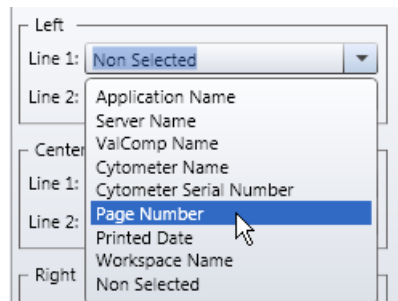 Left
Line 1: Non Selected
Line 2:
Application Name
Server Name
ValComp Name
Cytometer Name
Cytometer Serial Number
Page Number
Printed Date
Workspace Name
Non Selected
Center
Line 1:
Line 2:
Right